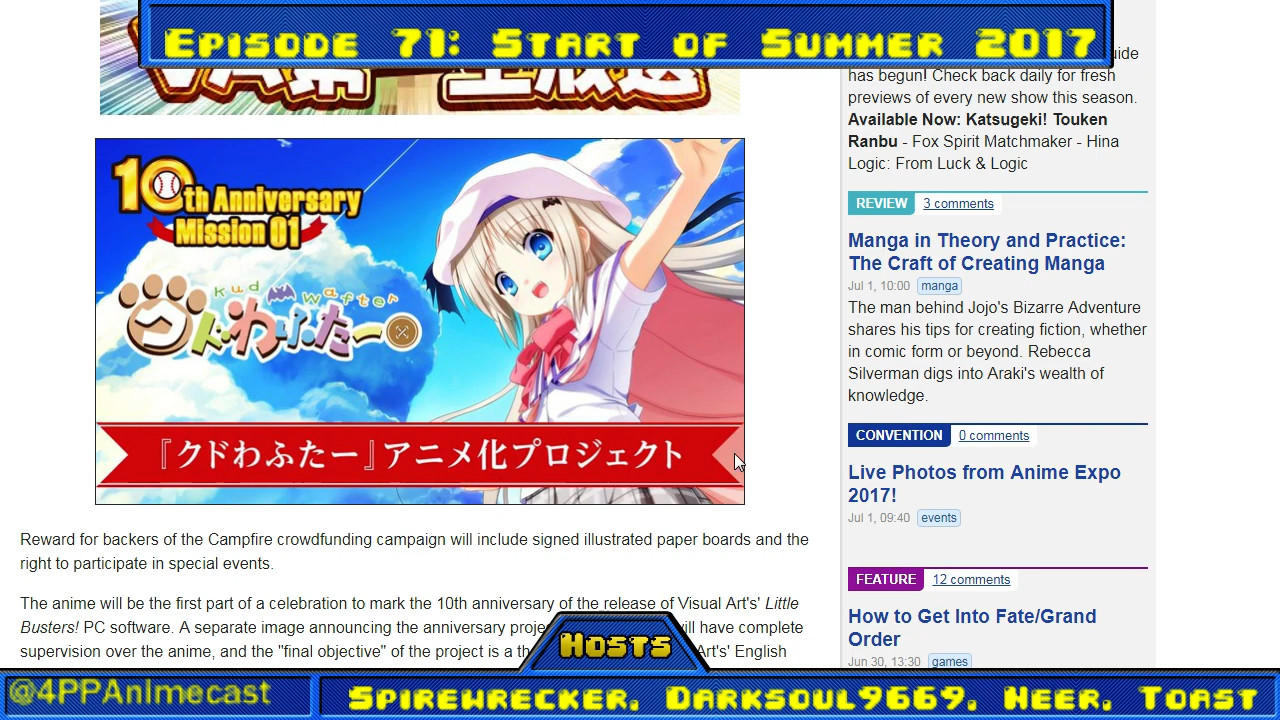 Episode 71: Start of Summer 2017
10th Anniversary
Mission 01
kud wafter
クドわふたー
『クドわふたー』アニメ化プロジェクト
Reward for backers of the Campfire crowdfunding campaign will include signed illustrated paper boards and the
right to participate in special events.
The anime will be the first part of a celebration to mark the 10th anniversary of the release of Visual Art's' Little
Busters! PC software. A separate image announcing the anniversary will have complete
supervision over the anime, and the "final objective" of the project is a Art's' English
has begun! Check back daily for fresh
previews of every new show this season.
Available Now: Katsugeki! Touken
Ranbu - Fox Spirit Matchmaker - Hina
Logic: From Luck & Logic
REVIEW 3 comments
Manga in Theory and Practice:
The Craft of Creating Manga
Jul 1, 10:00 manga
The man behind Jojo's Bizarre Adventure
shares his tips for creating fiction, whether
in comic form or beyond. Rebecca
Silverman digs into Araki's wealth of
knowledge.
CONVENTION 0 comments
Live Photos from Anime Expo
2017!
Jul 1, 09:40 events
FEATURE 12 comments
How to Get Into Fate/Grand
Order
Jun 30, 13:30 games
Hosts
@4PPAnimecast
Spirewrecker, Darksoul9669, Neer, Toast